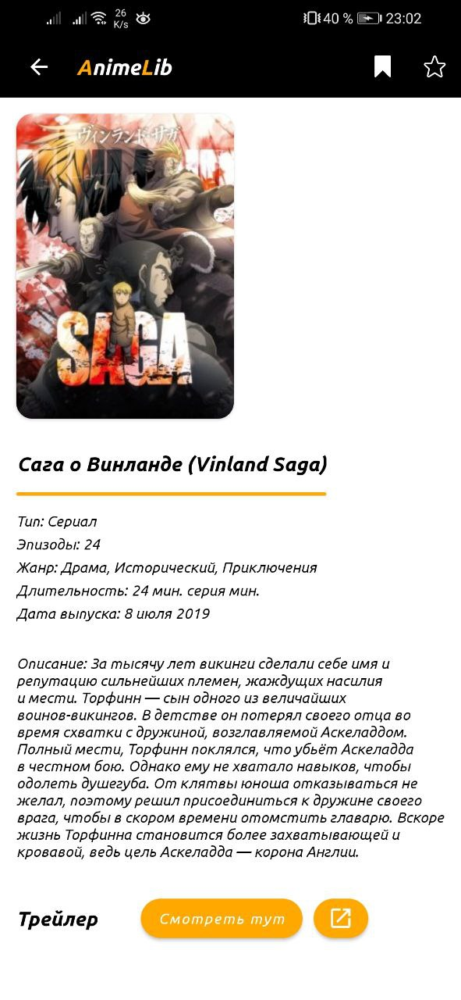 26
K/s
40 %
23:02
AnimeLib
ヴィンランド・サガ
SAGA
Сага о Винланде (Vinland Saga)
Тип: Сериал
Эпизоды: 24
Жанр: Драма, Исторический, Приключения
Длительность: 24 мин. серия мин.
Дата выпуска: 8 июля 2019
Описание: За тысячу лет викинги сделали себе имя и
репутацию сильнейших племен, жаждущих насилия
и мести. Торфинн — сын одного из величайших
воинов-викингов. В детстве он потерял своего отца во
время схватки с дружиной, возглавляемой Аскеладдом.
Полный мести, Торфинн поклялся, что убьёт Аскеладда
в честном бою. Однако ему не хватало навыков, чтобы
одолеть душегуба. От клятвы юноша отказываться не
желал, поэтому решил присоединиться к дружине своего
врага, чтобы в скором времени отомстить главарю. Вскоре
жизнь Торфинна становится более захватывающей и
кровавой, ведь цель Аскеладда — корона Англии.
Трейлер
Смотреть тут